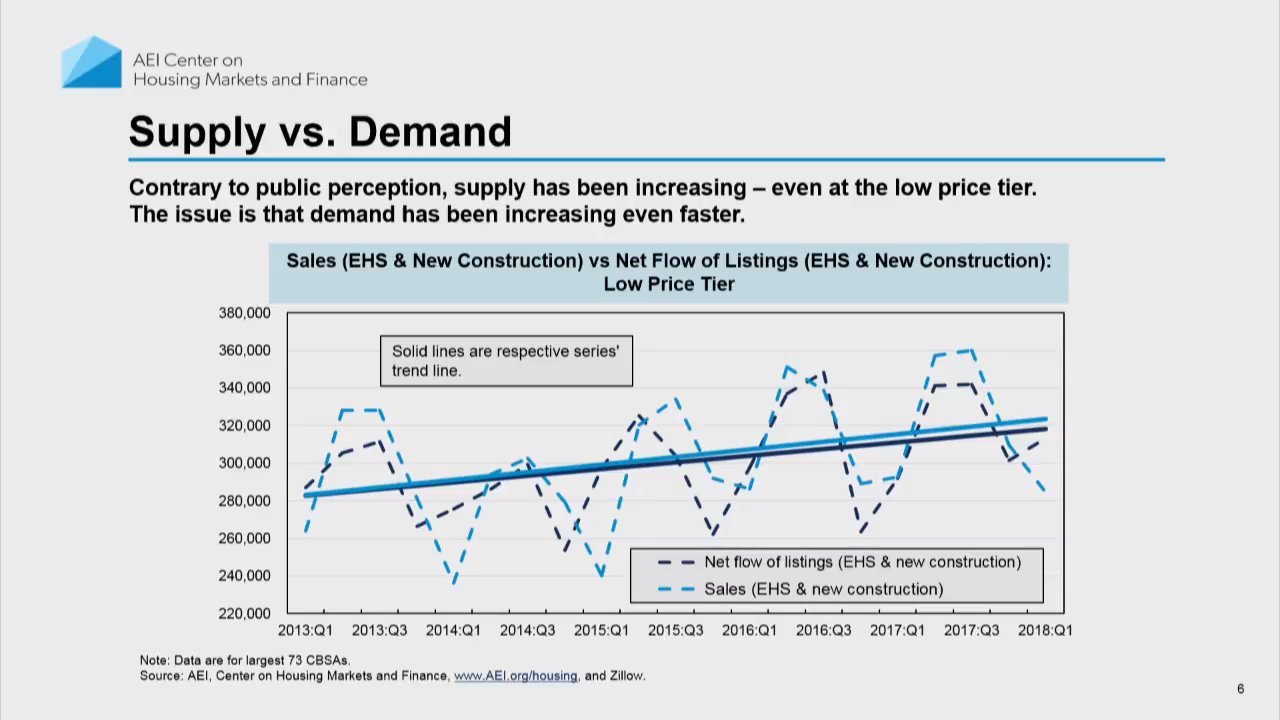 AEI Center on
Housing Markets and Finance
Supply vs. Demand
Contrary to public perception, supply has been increasing – even at the low price tier.
The issue is that demand has been increasing even faster.
Sales (EHS & New Construction) vs Net Flow of Listings (EHS & New Construction):
Low Price Tier
380,000
360,000
340,000
320,000
300,000
280,000
260,000
240,000
220,000
Solid lines are respective series'
trend line.
Net flow of listings (EHS & new construction)
Sales (EHS & new construction)
2013:Q1 2013:Q3 2014:Q1 2014:Q3 2015:Q1 2015:Q3 2016:Q1 2016:Q3 2017:Q1 2017:Q3 2018:Q1
Note: Data are for largest 73 CBSAs.
Source: AEI, Center on Housing Markets and Finance, www.AEI.org/housing, and Zillow.
6